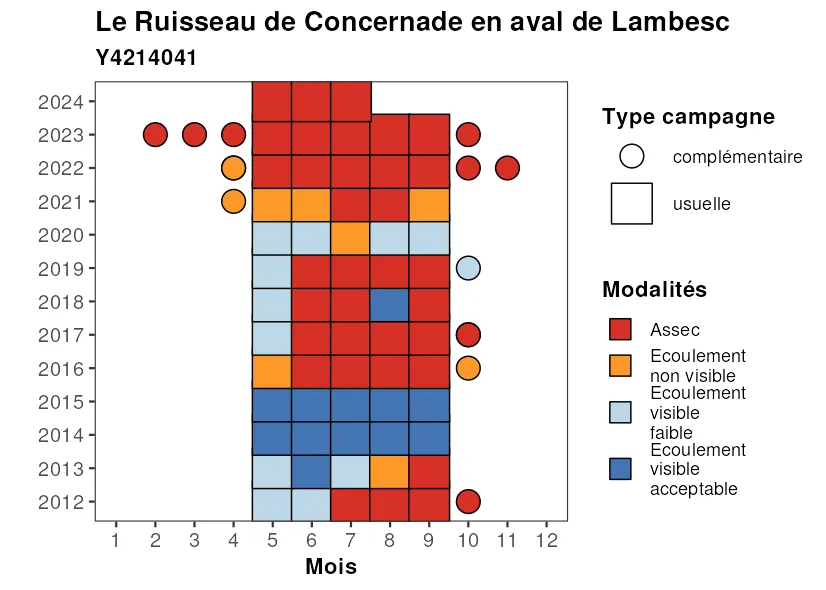 Le Ruisseau de Concernade en aval de Lambesc
Y4214041
2024
2023
2022
2021
2020
2019
2018
2017
2016
2015
2014
2013
2012
1 2 3 4 5 6 7 8 9 10 11 12
Mois
Type campagne
complémentaire
usuelle
Modalités
Assec
Ecoulement
non visible
Ecoulement
visible
faible
Ecoulement
visible
acceptable